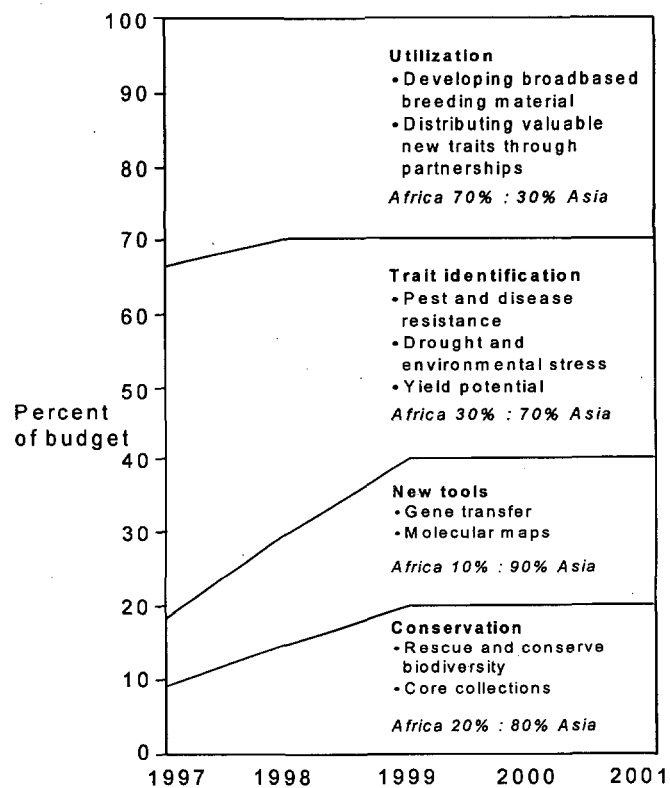 100
90
80
70
60
50
40
30
20
10
0
Percent
of budget
Utilization
• Developing broadbased
breeding material
• Distributing valuable
new traits through
partnerships
Africa 70% : 30% Asia
Trait identification
• Pest and disease
resistance
• Drought and
environmental stress
• Yield potential
Africa 30% : 70% Asia
New tools
• Gene transfer
• Molecular maps
Africa 10% : 90% Asia
Conservation
• Rescue and conserve
biodiversity
• Core collections
Africa 20% : 80% Asia
1997 1998 1999 2000 2001